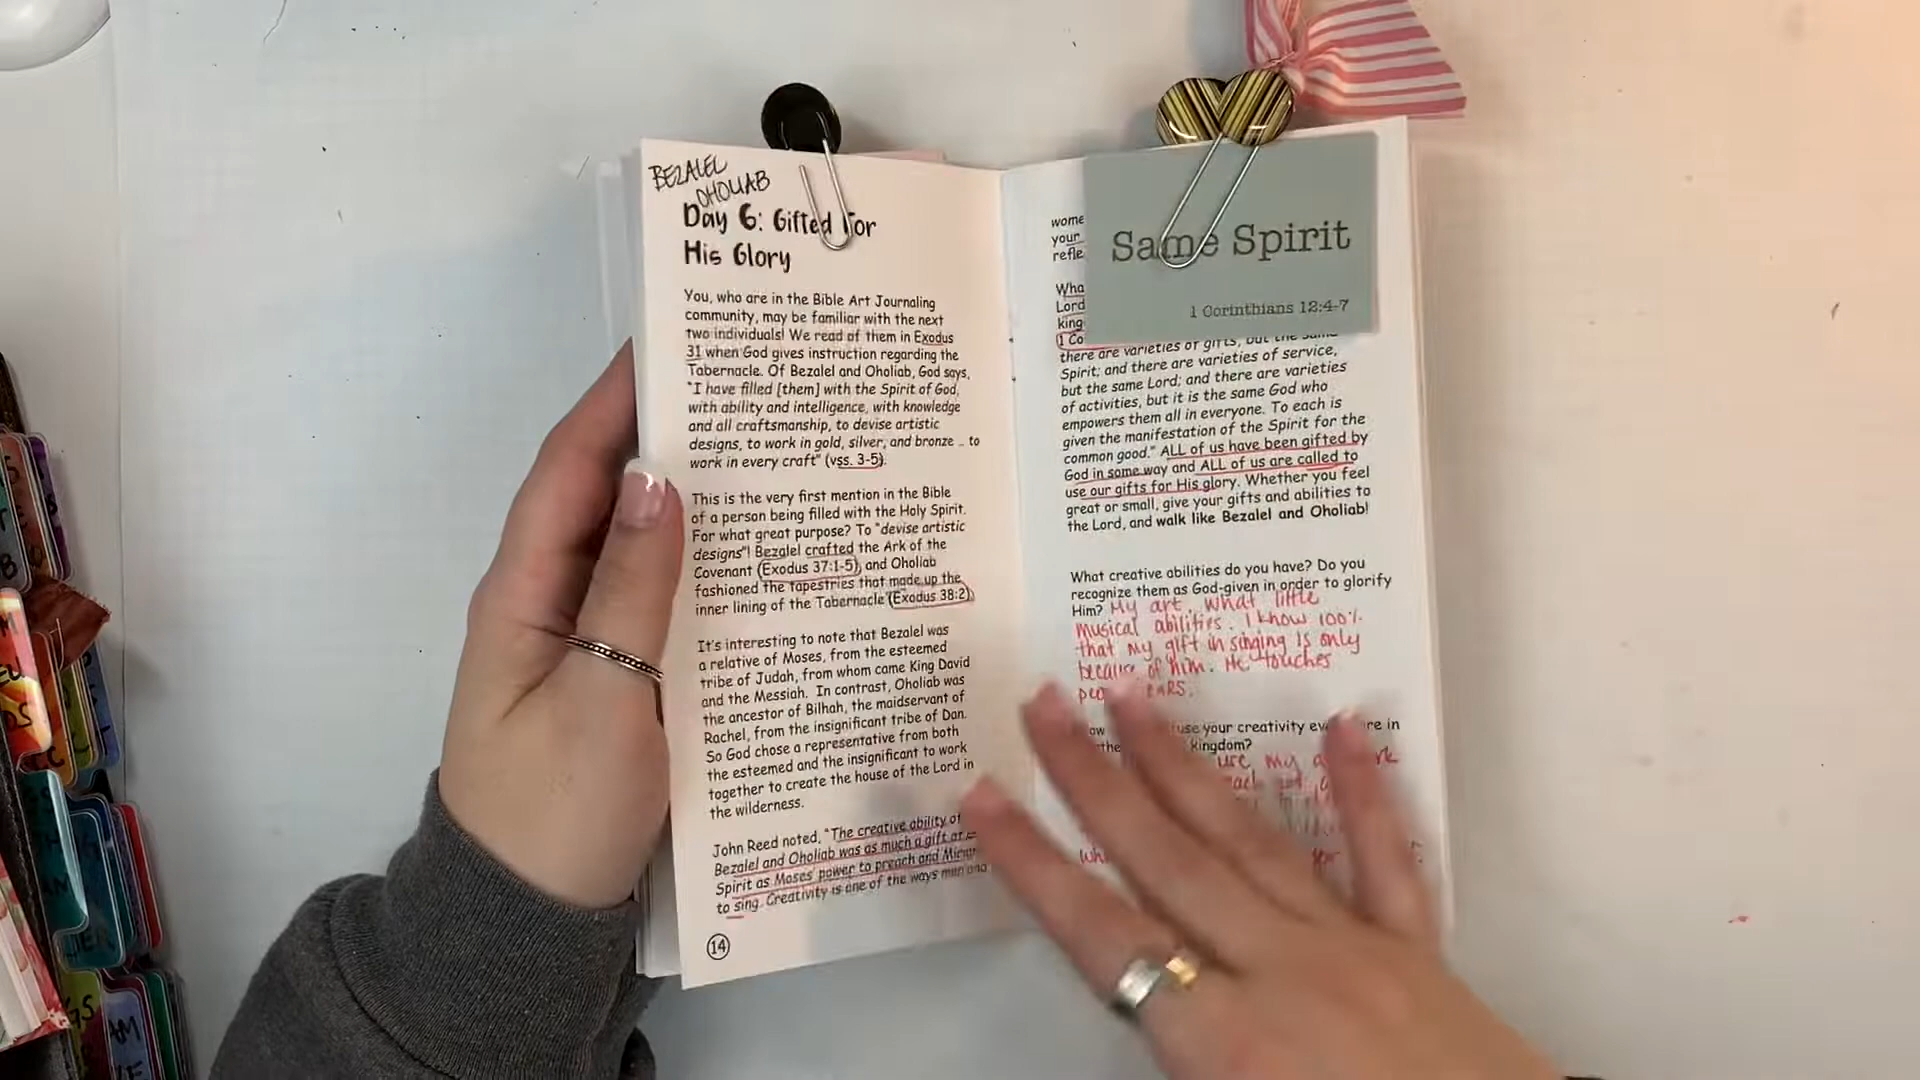 BEZALEL
OHOLIAB
Day 6: Gifted For
His Glory
You, who are in the Bible Art Journaling
community, may be familiar with the next
two individuals! We read of them in Exodus
31 when God gives instruction regarding the
Tabernacle. Of Bezalel and Oholiab, God says,
"I have filled [them] with the Spirit of God,
with ability and intelligence, with knowledge
and all craftsmanship, to devise artistic
designs, to work in gold, silver, and bronze .. to
work in every craft" (vss. 3-5).
This is the very first mention in the Bible
of a person being filled with the Holy Spirit.
For what great purpose? To "devise artistic
designs"! Bezalel crafted the Ark of the
Covenant (Exodus 37:1-5), and Oholiab
fashioned the tapestries that made up the
inner lining of the Tabernacle (Exodus 38:2).
It's interesting to note that Bezalel was
a relative of Moses, from the esteemed
tribe of Judah, from whom came King David
and the Messiah. In contrast, Oholiab was
the ancestor of Bilhah, the maidservant of
Rachel, from the insignificant tribe of Dan.
So God chose a representative from both
the esteemed and the insignificant to work
together to create the house of the Lord in
the wilderness.
John Reed noted, "The creative ability of
Bezalel and Oholiab was as much a gift of
Spirit as Moses' power to preach and
to sing. Creativity is one of the ways men and
14
Same Spirit
1 Corinthians 12:4-7
wome
your
refle
Wha
Lord
king
(1 Co
there are varieties of gifts, but the same
Spirit; and there are varieties of service,
but the same Lord; and there are varieties
of activities, but it is the same God who
empowers them all in everyone. To each is
given the manifestation of the Spirit for the
common good." ALL of us have been gifted by
God in some way and ALL of us are called to
use our gifts for His glory. Whether you feel
great or small, give your gifts and abilities to
the Lord, and walk like Bezalel and Oholiab!
What creative abilities do you have? Do you
recognize them as God-given in order to glorify
Him? My art, what little
musical abilities. I know 100%
that my gift in singing is only
because of him. He touches
EARS.
use your creativity in
kingdom?
use my